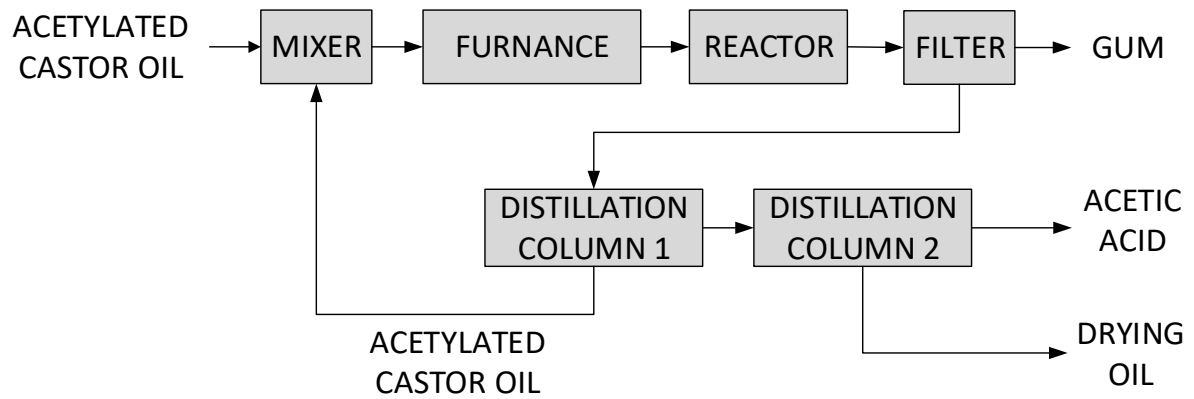 ACETYLATED
CASTOR OIL
MIXER
FURNANCE
REACTOR
FILTER
GUM
DISTILLATION
COLUMN 1
DISTILLATION
COLUMN 2
ACETIC
ACID
ACETYLATED
CASTOR OIL
DRYING
OIL